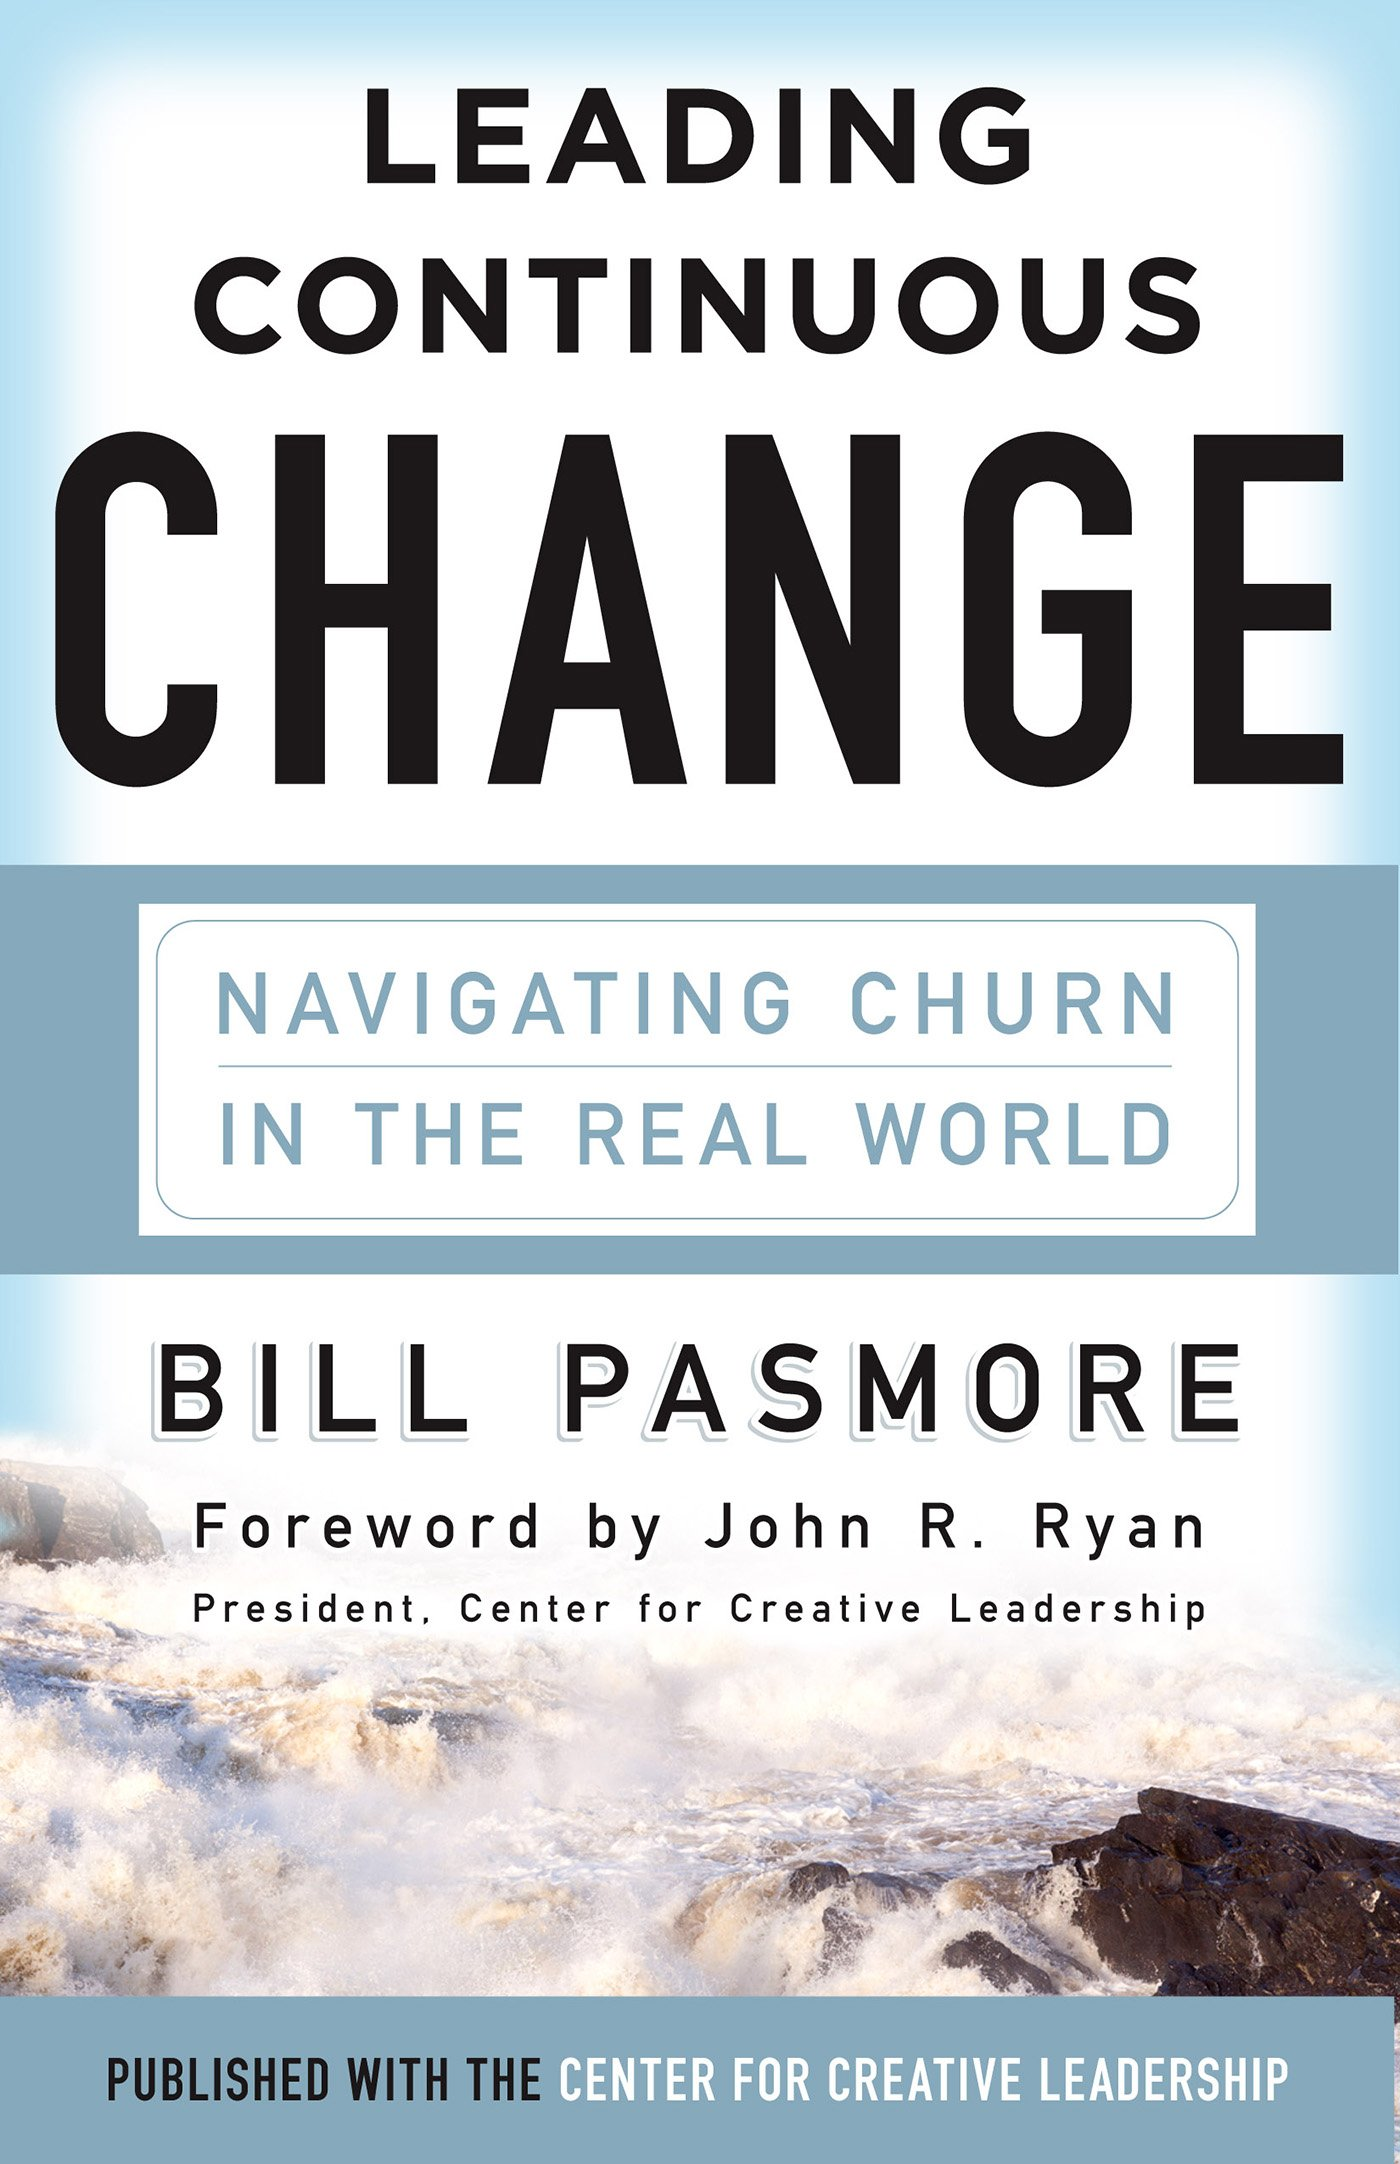 LEADING
CONTINUOUS
CHANGE
NAVIGATING CHURN
IN THE REAL WORLD
BILL PASMORE
Foreword by John R. Ryan
President, Center for Creative Leadership
PUBLISHED WITH THE CENTER FOR CREATIVE LEADERSHIP